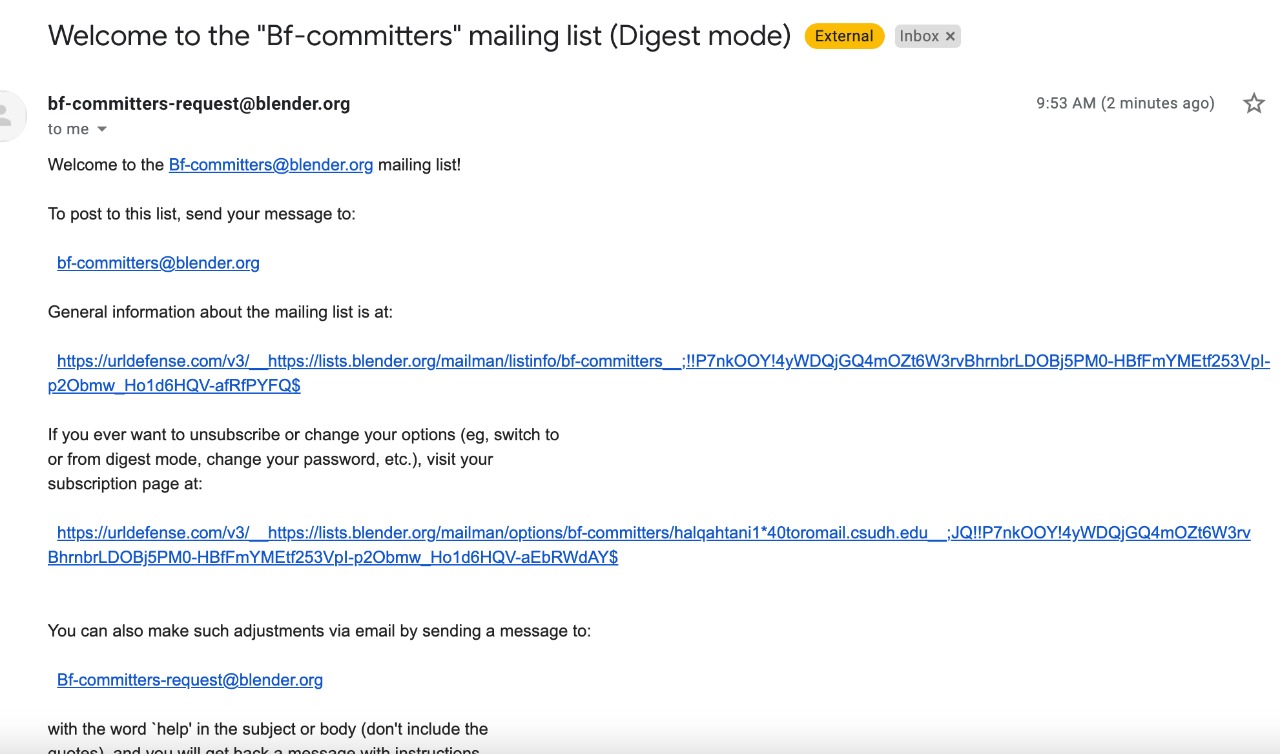 Welcome to the "Bf-committers" mailing list (Digest mode) External Inbox ×
bf-committers-request@blender.org 9:53 AM (2 minutes ago)
to me
Welcome to the Bf-committers@blender.org mailing list!
To post to this list, send your message to:
bf-committers@blender.org
General information about the mailing list is at:
https://urldefense.com/v3/__https://lists.blender.org/mailman/listinfo/bf-committers__;!!P7nkOOY!4yWDQjGQ4mOZt6W3rvBhrnbrLDOBj5PM0-HBfFmYMEtf253VpI-
p2Obmw_Ho1d6HQV-afRfPYFQ$
If you ever want to unsubscribe or change your options (eg, switch to
or from digest mode, change your password, etc.), visit your
subscription page at:
https://urldefense.com/v3/__https://lists.blender.org/mailman/options/bf-committers/halqahtani1*40toromail.csudh.edu__;JQ!!P7nkOOY!4yWDQjGQ4mOZt6W3rv
BhrnbrLDOBj5PM0-HBfFmYMEtf253VpI-p2Obmw_Ho1d6HQV-aEbRWdAY$
You can also make such adjustments via email by sending a message to:
Bf-committers-request@blender.org
with the word `help' in the subject or body (don't include the
quotes), and you will get back a message with instructions.